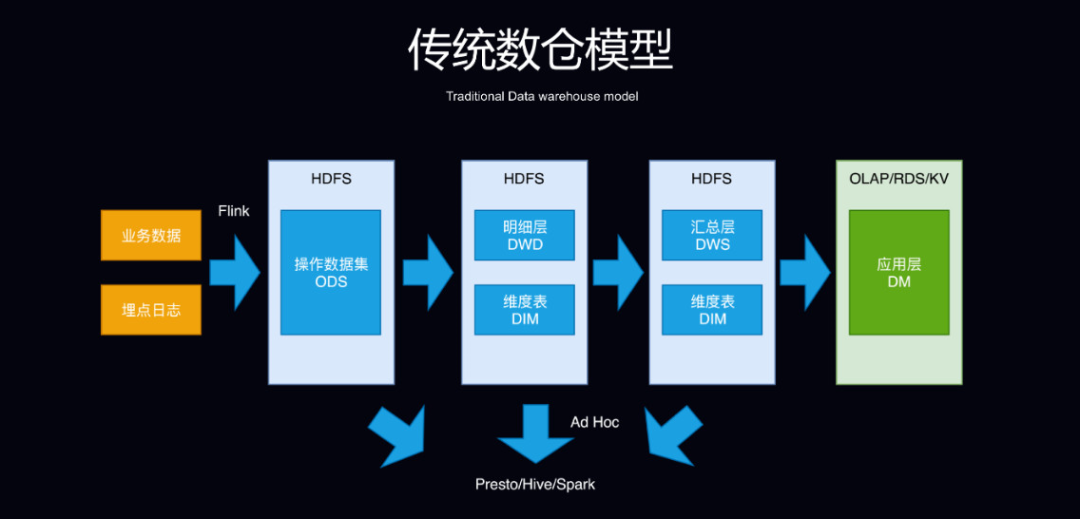 传统数仓模型
Traditional Data warehouse model
业务数据
埋点日志
Flink
HDFS
操作数据集
ODS
HDFS
明细层
DWD
维度表
DIM
HDFS
汇总层
DWS
维度表
DIM
OLAP/RDS/KV
应用层
DM
Ad Hoc
Presto/Hive/Spark